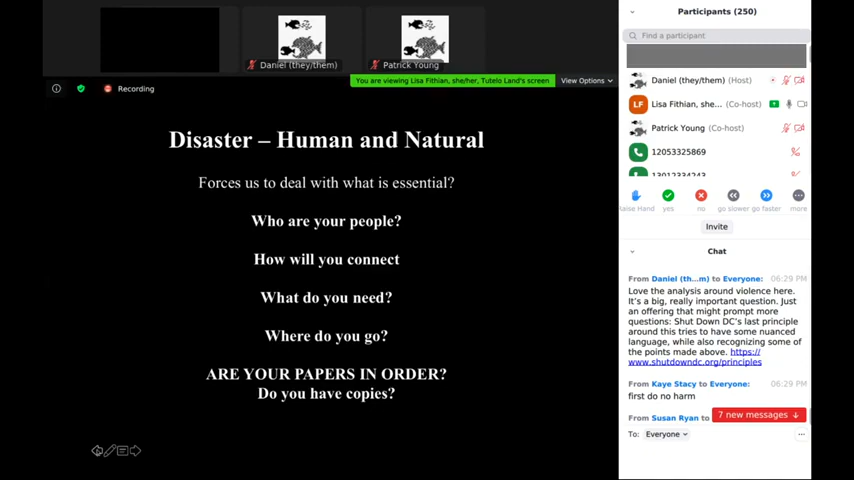 Participants (250)
Find a participant
Daniel (they/them)
Patrick Young
You are viewing Lisa Fithian, she/her, Tutelo Land's screen
View Options
Recording
Disaster – Human and Natural
Forces us to deal with what is essential?
Who are your people?
How will you connect
What do you need?
Where do you go?
ARE YOUR PAPERS IN ORDER?
Do you have copies?
Daniel (they/them) (Host)
LF Lisa Fithian, she... (Co-host)
Patrick Young (Co-host)
12053325869
13012334243
Raise Hand yes no go slower go faster more
Invite
Chat
From Daniel (th...m) to Everyone: 06:29 PM
Love the analysis around violence here.
It's a big, really important question. Just
an offering that might prompt more
questions: Shut Down DC's last principle
around this tries to have some nuanced
language, while also recognizing some of
the points made above. https://
www.shutdowndc.org/principles
From Kaye Stacy to Everyone: 06:29 PM
first do no harm
From Susan Ryan to
7 new messages
To: Everyone